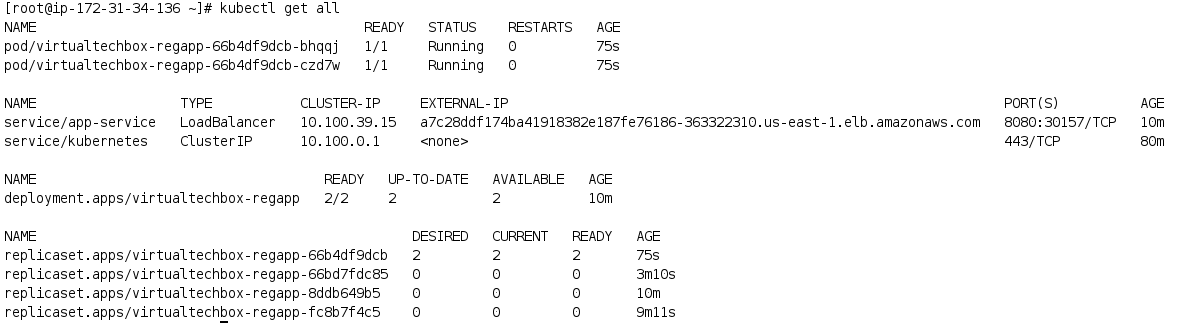 [root@ip-172-31-34-136 ~]# kubectl get all
NAME READY STATUS RESTARTS AGE
pod/virtualtechbox-regapp-66b4df9dcb-bhqqj 1/1 Running 0 75s
pod/virtualtechbox-regapp-66b4df9dcb-czd7w 1/1 Running 0 75s
NAME TYPE CLUSTER-IP EXTERNAL-IP PORT(S) AGE
service/app-service LoadBalancer 10.100.39.15 a7c28ddf174ba41918382e187fe76186-363322310.us-east-1.elb.amazonaws.com 8080:30157/TCP 10m
service/kubernetes ClusterIP 10.100.0.1 <none> 443/TCP 80m
NAME READY UP-TO-DATE AVAILABLE AGE
deployment.apps/virtualtechbox-regapp 2/2 2 2 10m
NAME DESIRED CURRENT READY AGE
replicaset.apps/virtualtechbox-regapp-66b4df9dcb 2 2 2 75s
replicaset.apps/virtualtechbox-regapp-66bd7fdc85 0 0 0 3m10s
replicaset.apps/virtualtechbox-regapp-8ddb649b5 0 0 0 10m
replicaset.apps/virtualtechbox-regapp-fc8b7f4c5 0 0 0 9m11s